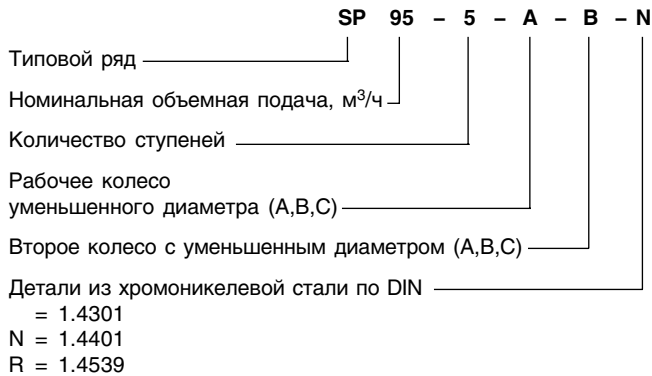 SP 95 – 5 – A – B – N
Типовой ряд
Номинальная объемная подача, м³/ч
Количество ступеней
Рабочее колесо
уменьшенного диаметра (A,B,C)
Второе колесо с уменьшенным диаметром (A,B,C)
Детали из хромоникелевой стали по DIN
= 1.4301
N = 1.4401
R = 1.4539